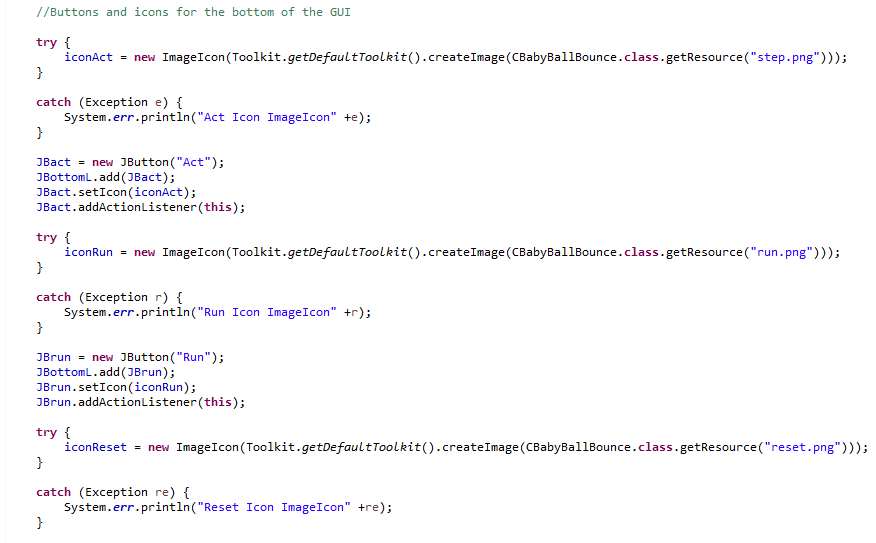 //Buttons and icons for the bottom of the GUI
try {
iconAct = new ImageIcon(Toolkit.getDefaultToolkit().createImage(CBabyBallBounce.class.getResource("step.png")));
}
catch (Exception e) {
System.err.println("Act Icon ImageIcon" +e);
}
JBact = new JButton("Act");
JBottomL.add(JBact);
JBact.setIcon(iconAct);
JBact.addActionListener(this);
try {
iconRun = new ImageIcon(Toolkit.getDefaultToolkit().createImage(CBabyBallBounce.class.getResource("run.png")));
}
catch (Exception r) {
System.err.println("Run Icon ImageIcon" +r);
}
JBrun = new JButton("Run");
JBottomL.add(JBrun);
JBrun.setIcon(iconRun);
JBrun.addActionListener(this);
try {
iconReset = new ImageIcon(Toolkit.getDefaultToolkit().createImage(CBabyBallBounce.class.getResource("reset.png")));
}
catch (Exception re) {
System.err.println("Reset Icon ImageIcon" +re);
}